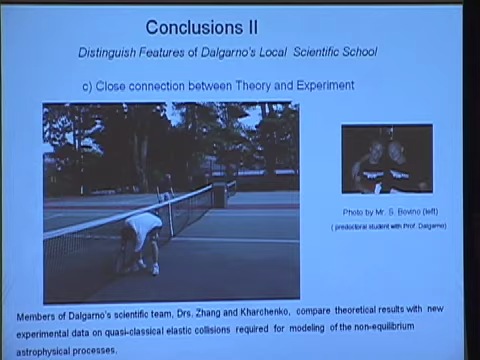 Conclusions II
Distinguish Features of Dalgarno's Local Scientific School
c) Close connection between Theory and Experiment
Photo by Mr. S. Bovino (left)
( predoctoral student with Prof. Dalgarno)
Members of Dalgarno's scientific team, Drs. Zhang and Kharchenko, compare theoretical results with new
experimental data on quasi-classical elastic collisions required for modeling of the non-equilibrium
astrophysical processes.